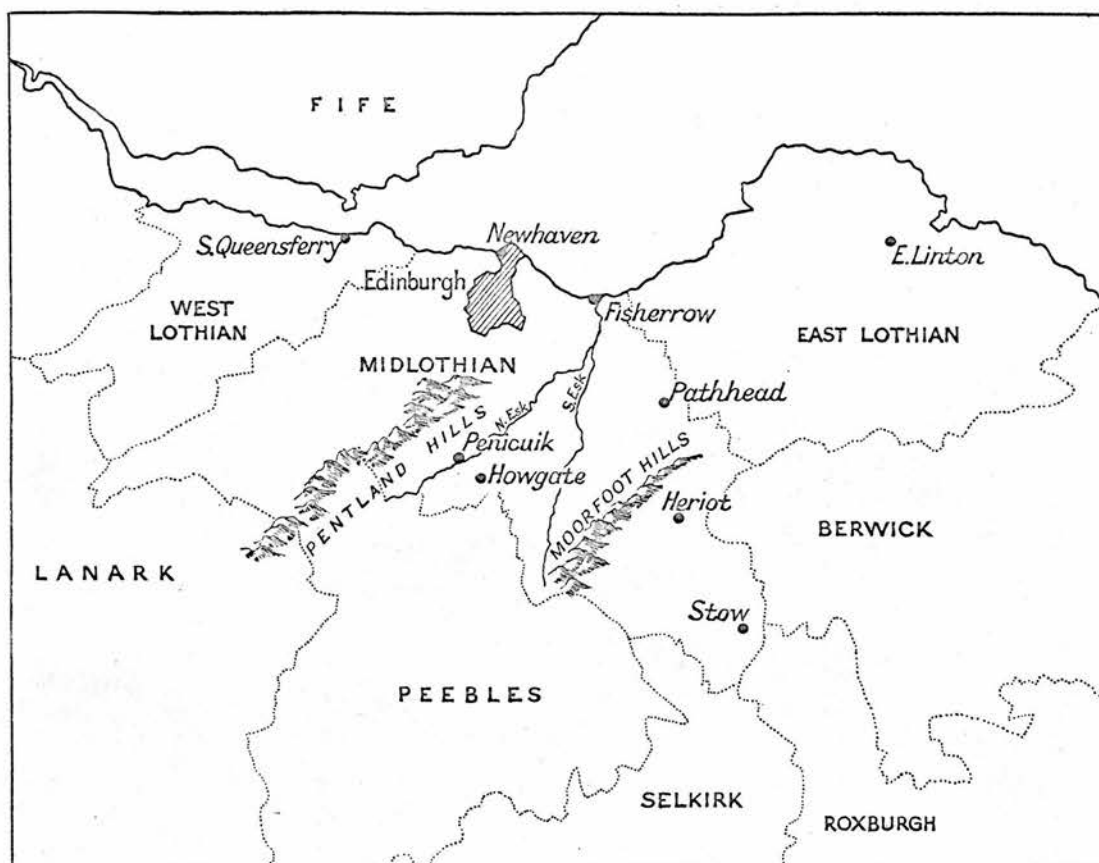 FIFE
Newhaven
S. Queensferry
E. Linton
Edinburgh
WEST
LOTHIAN
Fisherrow
EAST LOTHIAN
MIDLOTHIAN
S. Esk
Pathhead
N. Esk
PENTLAND HILLS
Penicuik
Howgate
MOORFOOT HILLS
Heriot
BERWICK
LANARK
Stow
PEEBLES
SELKIRK
ROXBURGH